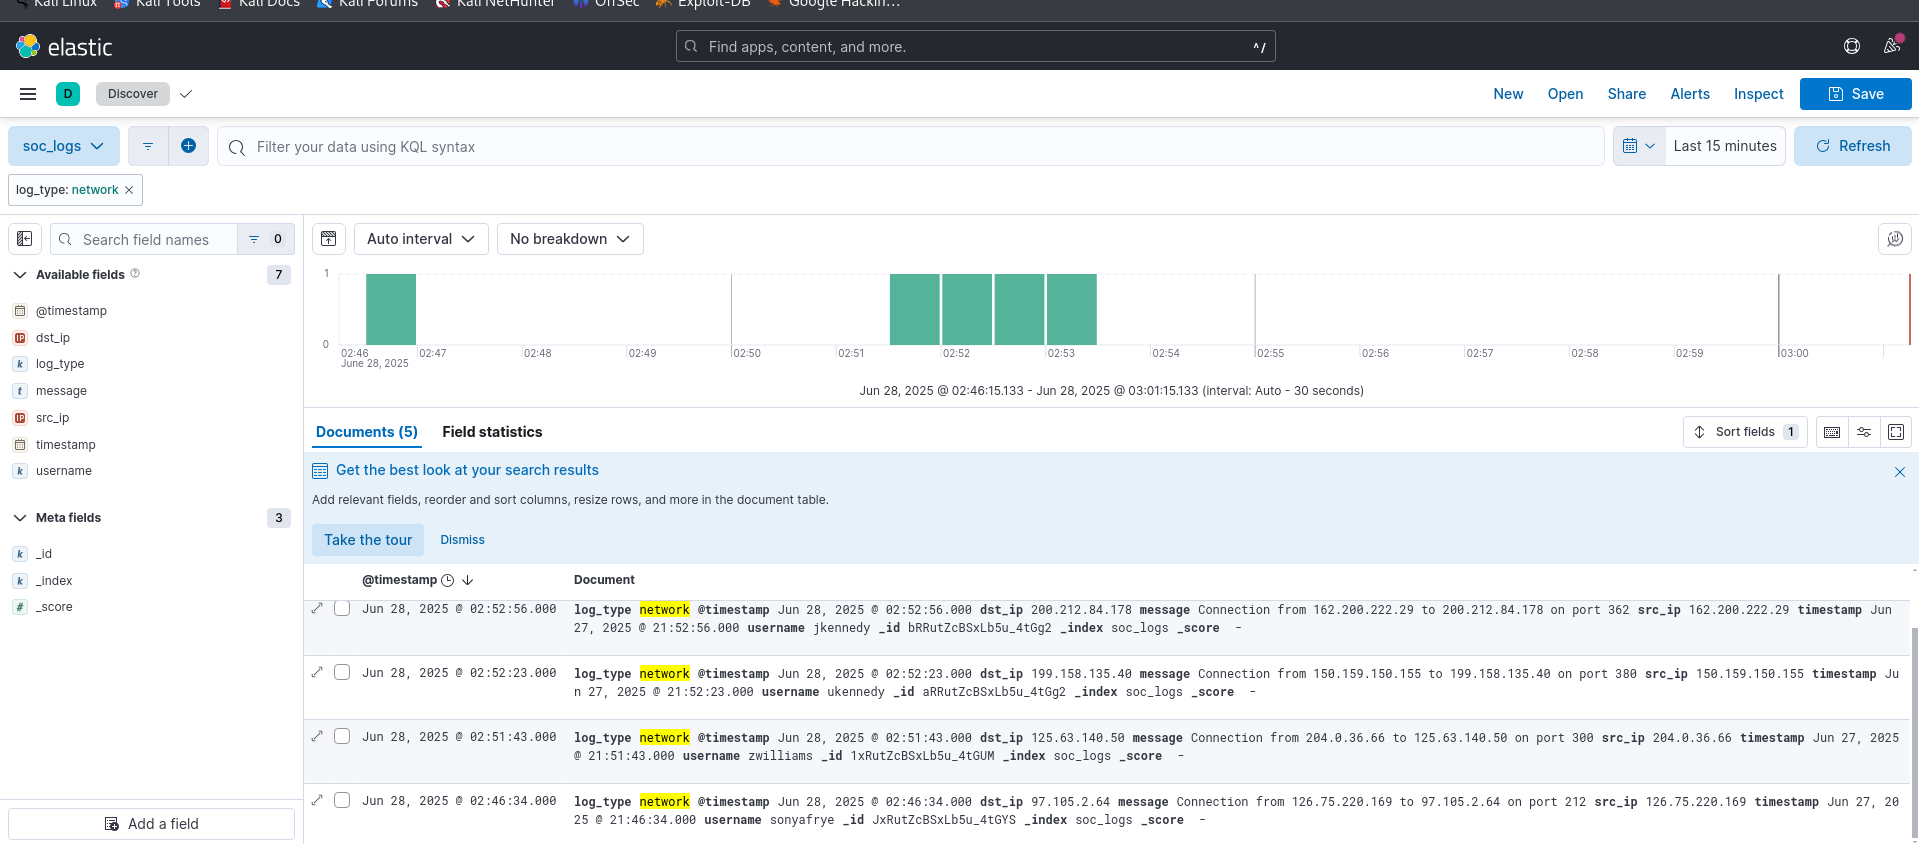 Kali Linux Kali Tools Kali Docs Kali Forums Kali NetHunter OffSec Exploit-DB Google Hackin…
elastic
Find apps, content, and more. ^/
D Discover New Open Share Alerts Inspect Save
soc_logs Filter your data using KQL syntax Last 15 minutes Refresh
log_type: network
Search field names 0 Auto interval No breakdown
Available fields 7
@timestamp
dst_ip
log_type
message
src_ip
timestamp
username
Meta fields 3
_id
_index
_score
Add a field
1
0
02:46 02:47 02:48 02:49 02:50 02:51 02:52 02:53 02:54 02:55 02:56 02:57 02:58 02:59 03:00
June 28, 2025
Jun 28, 2025 @ 02:46:15.133 - Jun 28, 2025 @ 03:01:15.133 (interval: Auto - 30 seconds)
Documents (5) Field statistics Sort fields 1
Get the best look at your search results
Add relevant fields, reorder and sort columns, resize rows, and more in the document table.
Take the tour Dismiss
@timestamp Document
Jun 28, 2025 @ 02:52:56.000 log_type network @timestamp Jun 28, 2025 @ 02:52:56.000 dst_ip 200.212.84.178 message Connection from 162.200.222.29 to 200.212.84.178 on port 362 src_ip 162.200.222.29 timestamp Jun
27, 2025 @ 21:52:56.000 username jkennedy _id bRRutZcBSxLb5u_4tGg2 _index soc_logs _score -
Jun 28, 2025 @ 02:52:23.000 log_type network @timestamp Jun 28, 2025 @ 02:52:23.000 dst_ip 199.158.135.40 message Connection from 150.159.150.155 to 199.158.135.40 on port 380 src_ip 150.159.150.155 timestamp Ju
n 27, 2025 @ 21:52:23.000 username ukennedy _id aRRutZcBSxLb5u_4tGg2 _index soc_logs _score -
Jun 28, 2025 @ 02:51:43.000 log_type network @timestamp Jun 28, 2025 @ 02:51:43.000 dst_ip 125.63.140.50 message Connection from 204.0.36.66 to 125.63.140.50 on port 300 src_ip 204.0.36.66 timestamp Jun 27, 2025
@ 21:51:43.000 username zwilliams _id 1xRutZcBSxLb5u_4tGUM _index soc_logs _score -
Jun 28, 2025 @ 02:46:34.000 log_type network @timestamp Jun 28, 2025 @ 02:46:34.000 dst_ip 97.105.2.64 message Connection from 126.75.220.169 to 97.105.2.64 on port 212 src_ip 126.75.220.169 timestamp Jun 27, 20
25 @ 21:46:34.000 username sonyafrye _id JxRutZcBSxLb5u_4tGYS _index soc_logs _score -